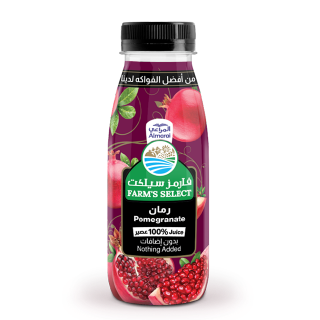 من أفضل الفواكه لدينا
المراعي
Almarai
فارمز سيلكت
FARM'S SELECT
رمان
Pomegranate
عصير 100% Juice
بدون إضافات
Nothing Added